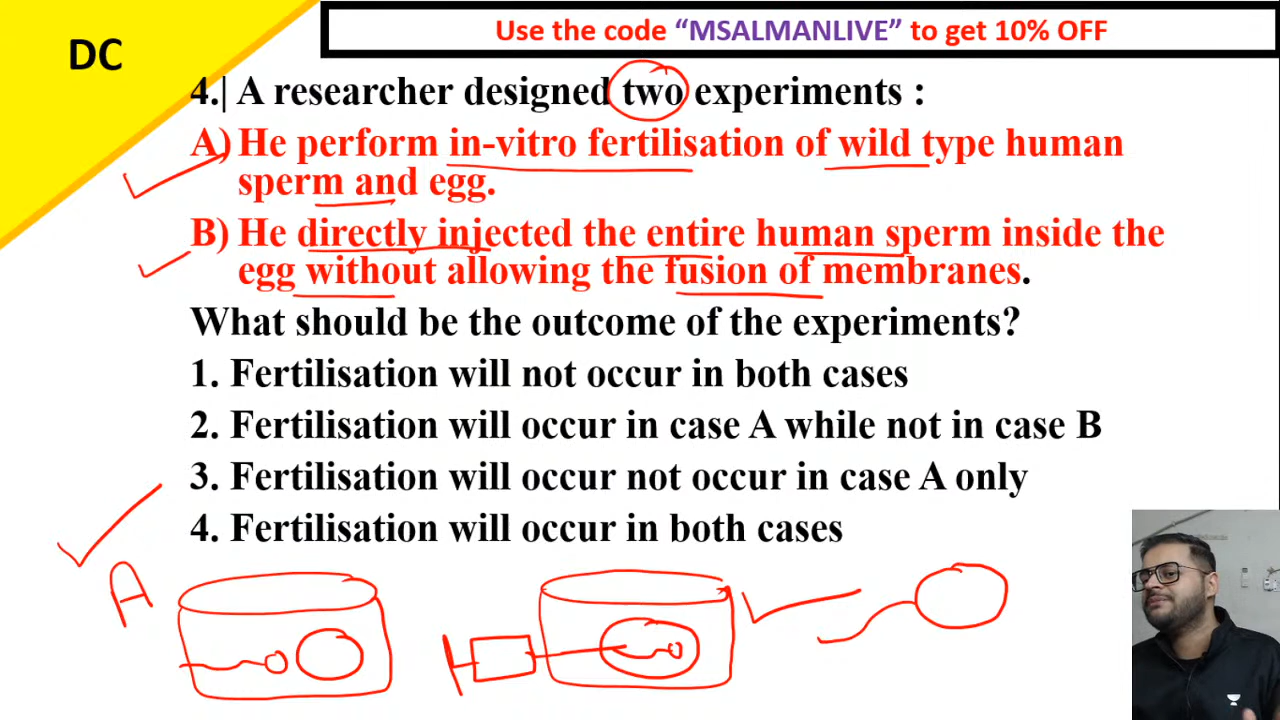 Use the code “MSALMANLIVE” to get 10% OFF
DC
4.| A researcher designed two experiments :
A) He perform in-vitro fertilisation of wild type human
sperm and egg.
B) He directly injected the entire human sperm inside the
egg without allowing the fusion of membranes.
What should be the outcome of the experiments?
1. Fertilisation will not occur in both cases
2. Fertilisation will occur in case A while not in case B
3. Fertilisation will occur not occur in case A only
4. Fertilisation will occur in both cases
A